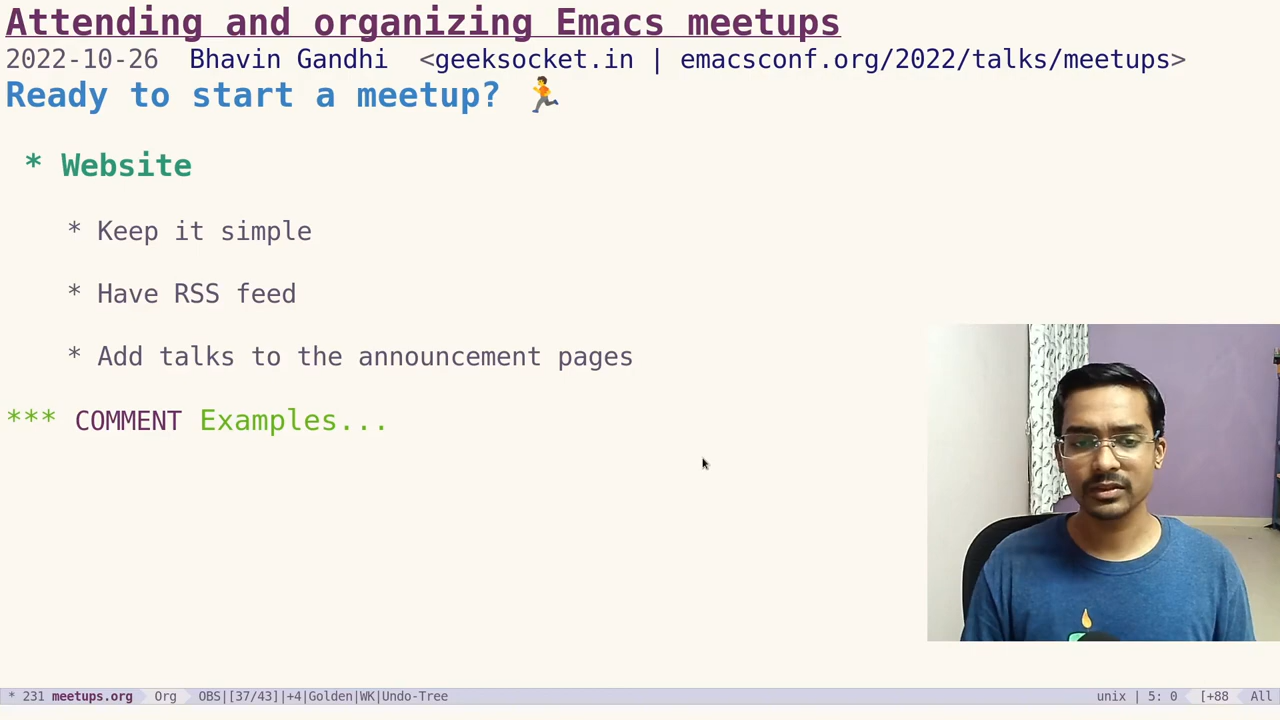 Attending and organizing Emacs meetups
2022-10-26 Bhavin Gandhi <geeksocket.in | emacsconf.org/2022/talks/meetups>
Ready to start a meetup? 🏃
* Website
* Keep it simple
* Have RSS feed
* Add talks to the announcement pages
*** COMMENT Examples...
* 231 meetups.org Org OBS|[37/43]|+4|Golden|WK|Undo-Tree unix | 5: 0 [+88 All